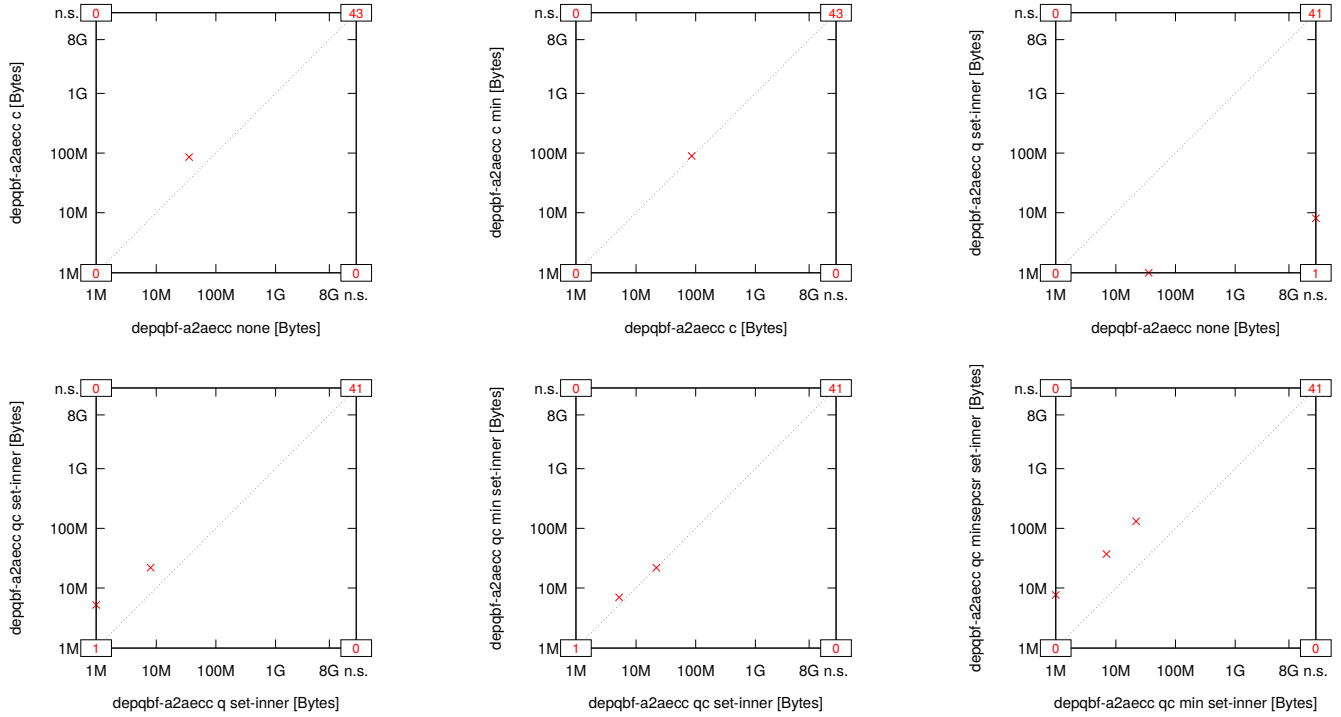 0
43
n.s.
8G
1G
100M
10M
1M
0
0
1M 10M 100M 1G 8G n.s.
depqbf-a2aecc c [Bytes]
depqbf-a2aecc none [Bytes]
0
43
n.s.
8G
1G
100M
10M
1M
0
0
1M 10M 100M 1G 8G n.s.
depqbf-a2aecc c min [Bytes]
depqbf-a2aecc c [Bytes]
0
41
n.s.
8G
1G
100M
10M
1M
0
1
1M 10M 100M 1G 8G n.s.
depqbf-a2aecc q set-inner [Bytes]
depqbf-a2aecc none [Bytes]
0
41
n.s.
8G
1G
100M
10M
1M
1
0
1M 10M 100M 1G 8G n.s.
depqbf-a2aecc qc set-inner [Bytes]
depqbf-a2aecc q set-inner [Bytes]
0
41
n.s.
8G
1G
100M
10M
1M
1
0
1M 10M 100M 1G 8G n.s.
depqbf-a2aecc qc min set-inner [Bytes]
depqbf-a2aecc qc set-inner [Bytes]
0
41
n.s.
8G
1G
100M
10M
1M
0
0
1M 10M 100M 1G 8G n.s.
depqbf-a2aecc qc minsepcsr set-inner [Bytes]
depqbf-a2aecc qc min set-inner [Bytes]